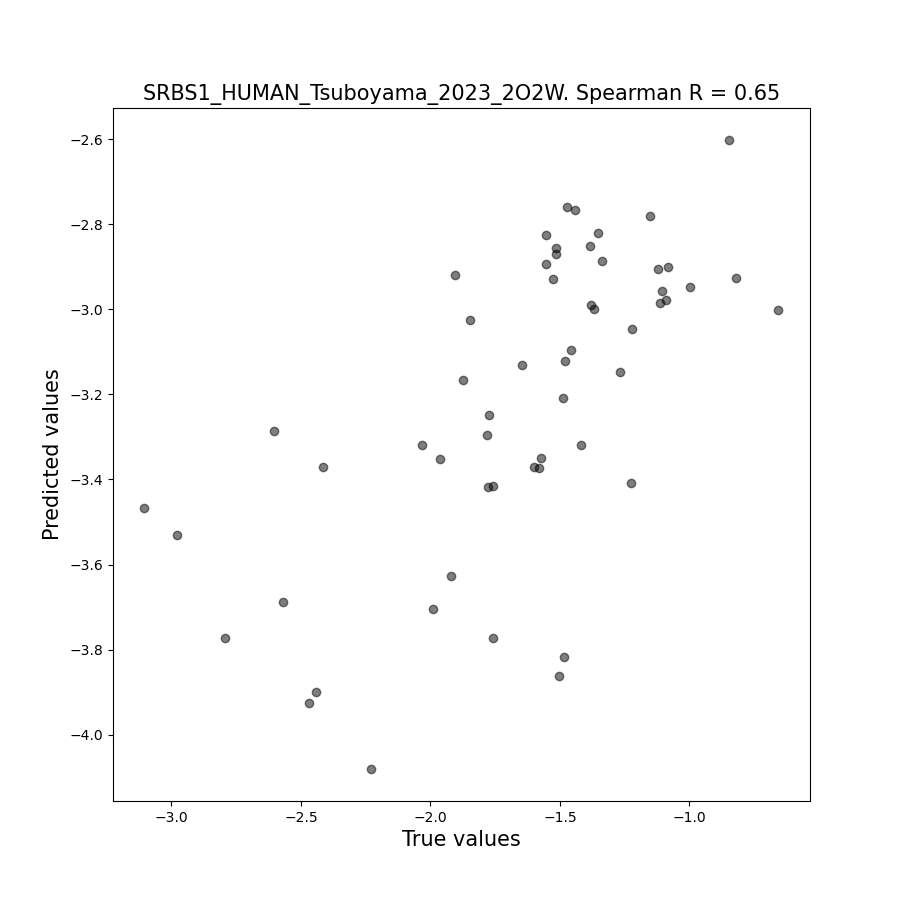 SRBS1_HUMAN_Tsuboyama_2023_2O2W. Spearman R = 0.65
−2.6
−2.8
−3.0
−3.2
−3.4
−3.6
−3.8
−4.0
Predicted values
−3.0 −2.5 −2.0 −1.5 −1.0
True values